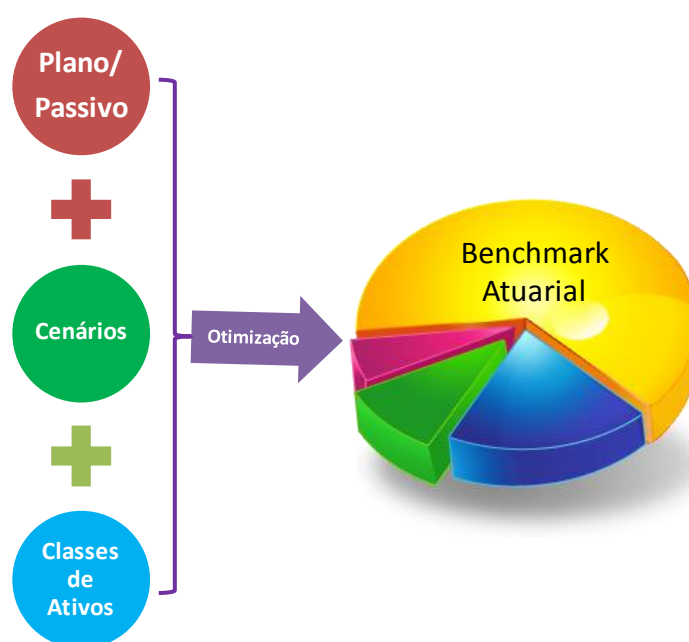 Plano/
Passivo
Cenários
Classes
de
Ativos
Otimização
Benchmark
Atuarial